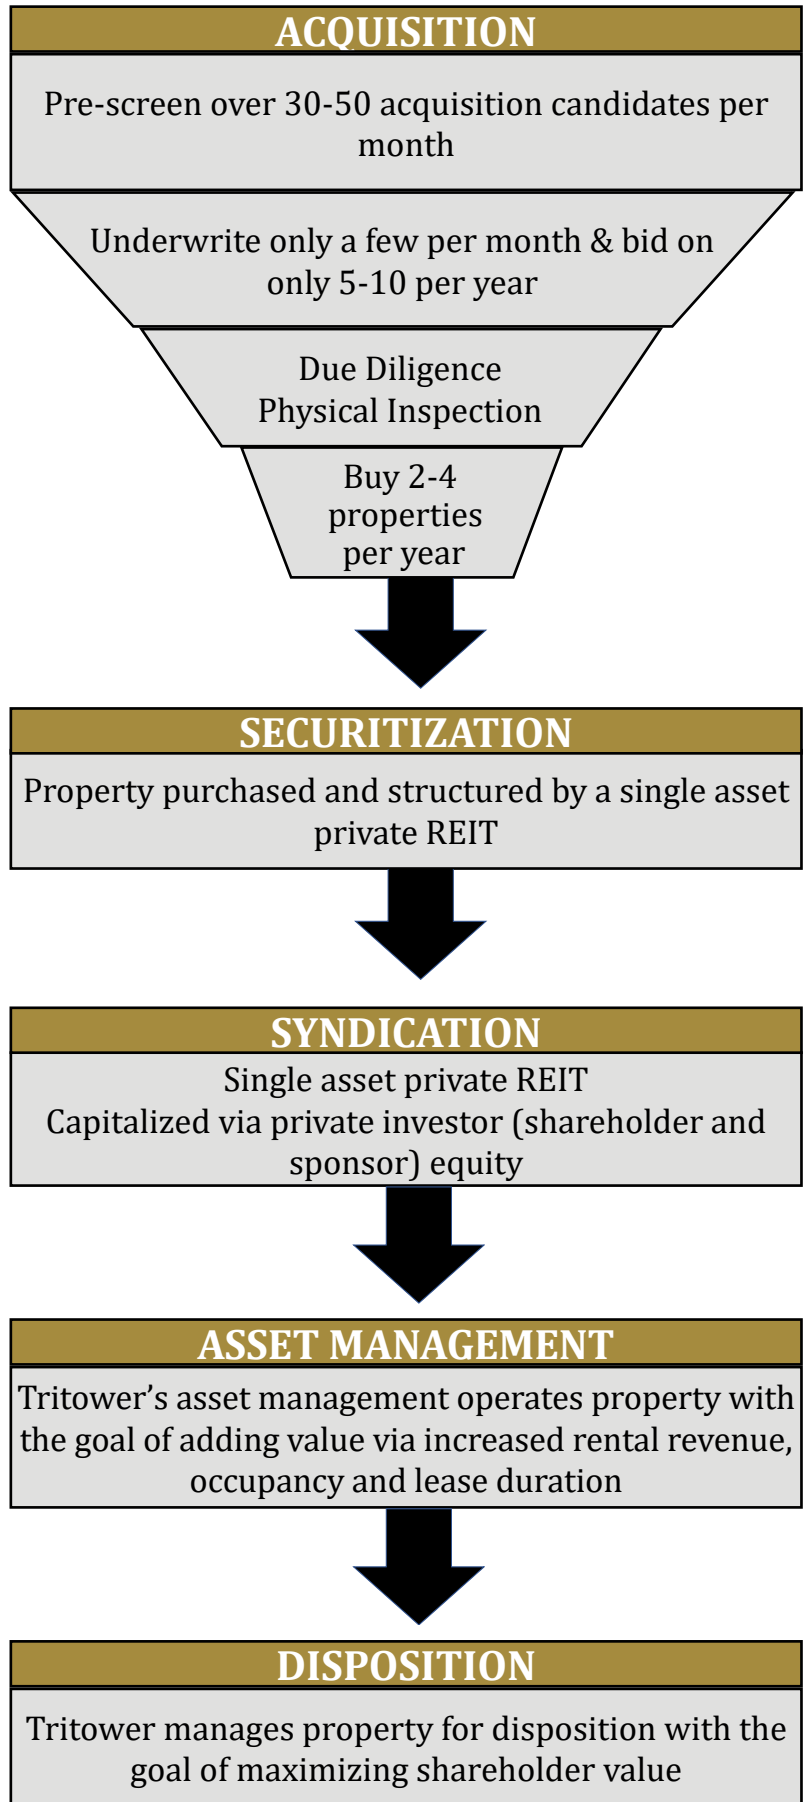 ACQUISITION
Pre-screen over 30-50 acquisition candidates per
month
Underwrite only a few per month & bid on
only 5-10 per year
Due Diligence
Physical Inspection
Buy 2-4
properties
per year
SECURITIZATION
Property purchased and structured by a single asset
private REIT
SYNDICATION
Single asset private REIT
Capitalized via private investor (shareholder and
sponsor) equity
ASSET MANAGEMENT
Tritower’s asset management operates property with
the goal of adding value via increased rental revenue,
occupancy and lease duration
DISPOSITION
Tritower manages property for disposition with the
goal of maximizing shareholder value